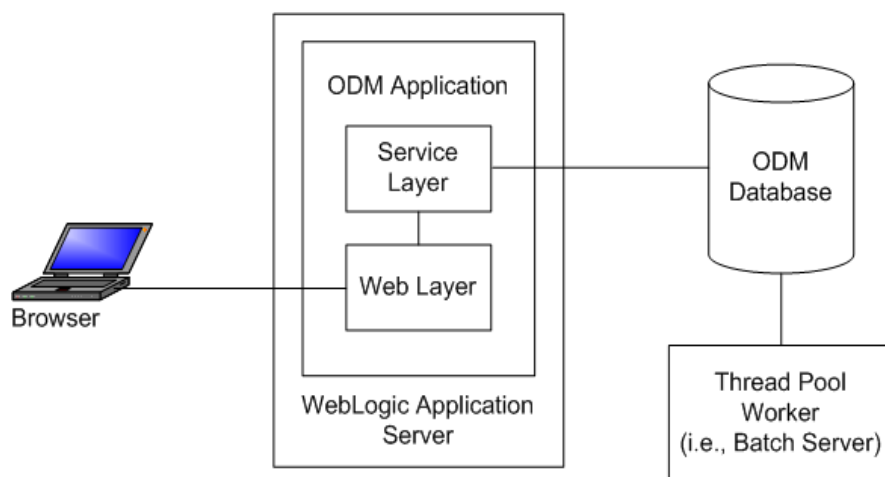 ODM Application
Service
Layer
Web Layer
WebLogic Application
Server
Browser
ODM
Database
Thread Pool
Worker
(i.e., Batch Server)